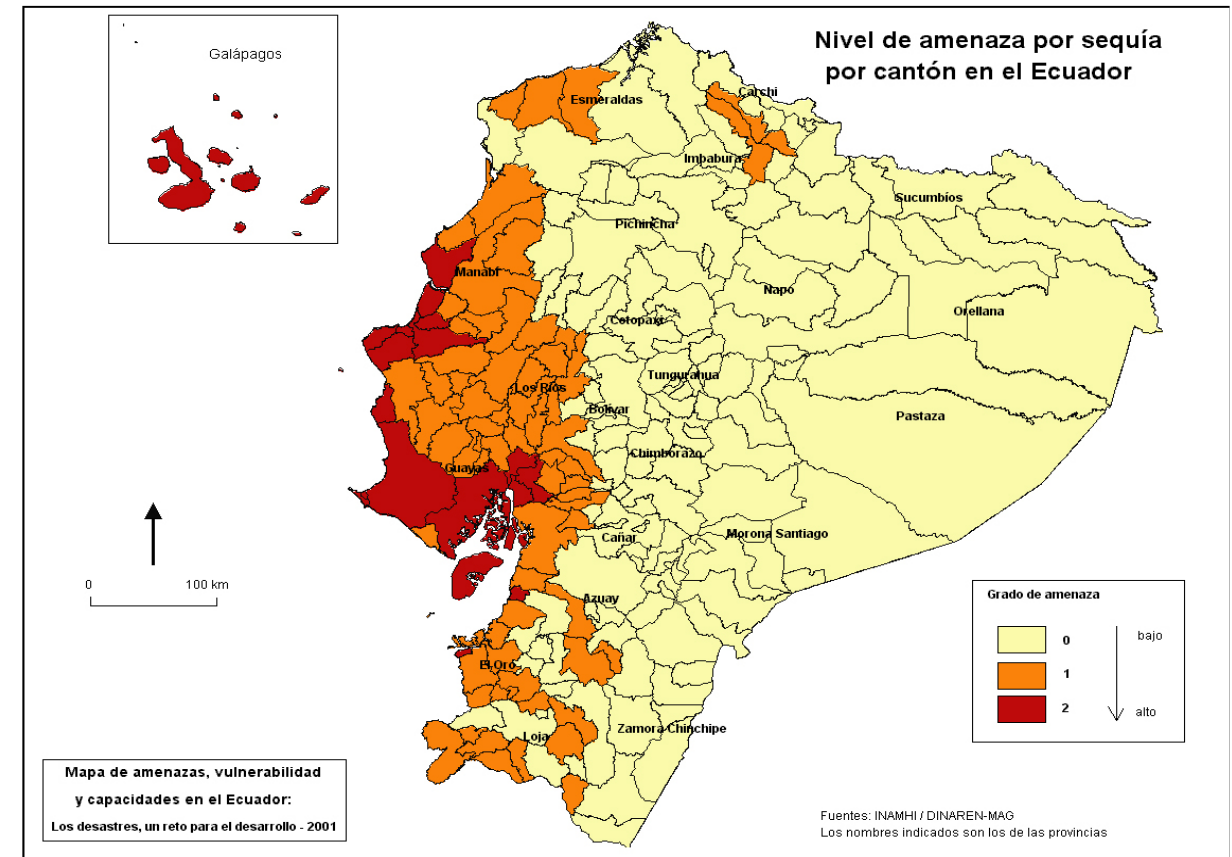 Nivel de amenaza por sequía
por cantón en el Ecuador
Galápagos
Carchi
Esmeraldas
Imbabura
Sucumbíos
Pichincha
Manabí
Napo
Orellana
Cotopaxi
Tungurahua
Los Ríos
Bolívar
Pastaza
Chimborazo
Guayas
Cañar
Morona Santiago
Azuay
El Oro
Loja
Zamora Chinchipe
0 100 km
Grado de amenaza
0 bajo
1
2 alto
Mapa de amenazas, vulnerabilidad
y capacidades en el Ecuador:
Los desastres, un reto para el desarrollo - 2001
Fuentes: INAMHI / DINAREN-MAG
Los nombres indicados son los de las provincias